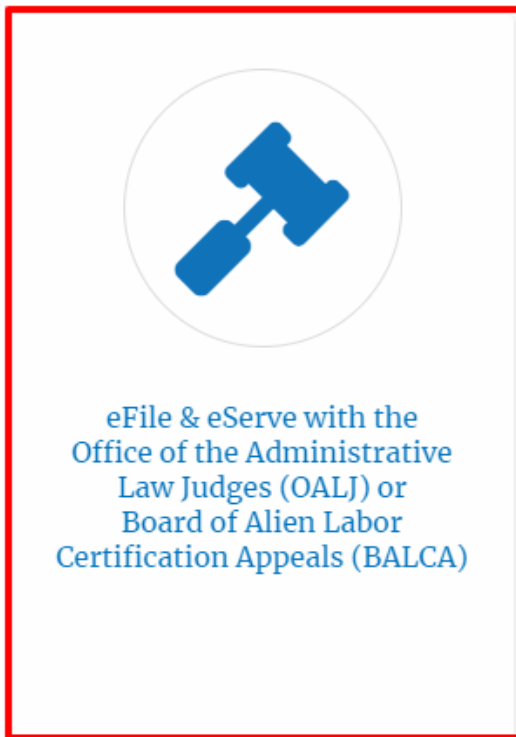 eFile & eServe with the
Office of the Administrative
Law Judges (OALJ) or
Board of Alien Labor
Certification Appeals (BALCA)